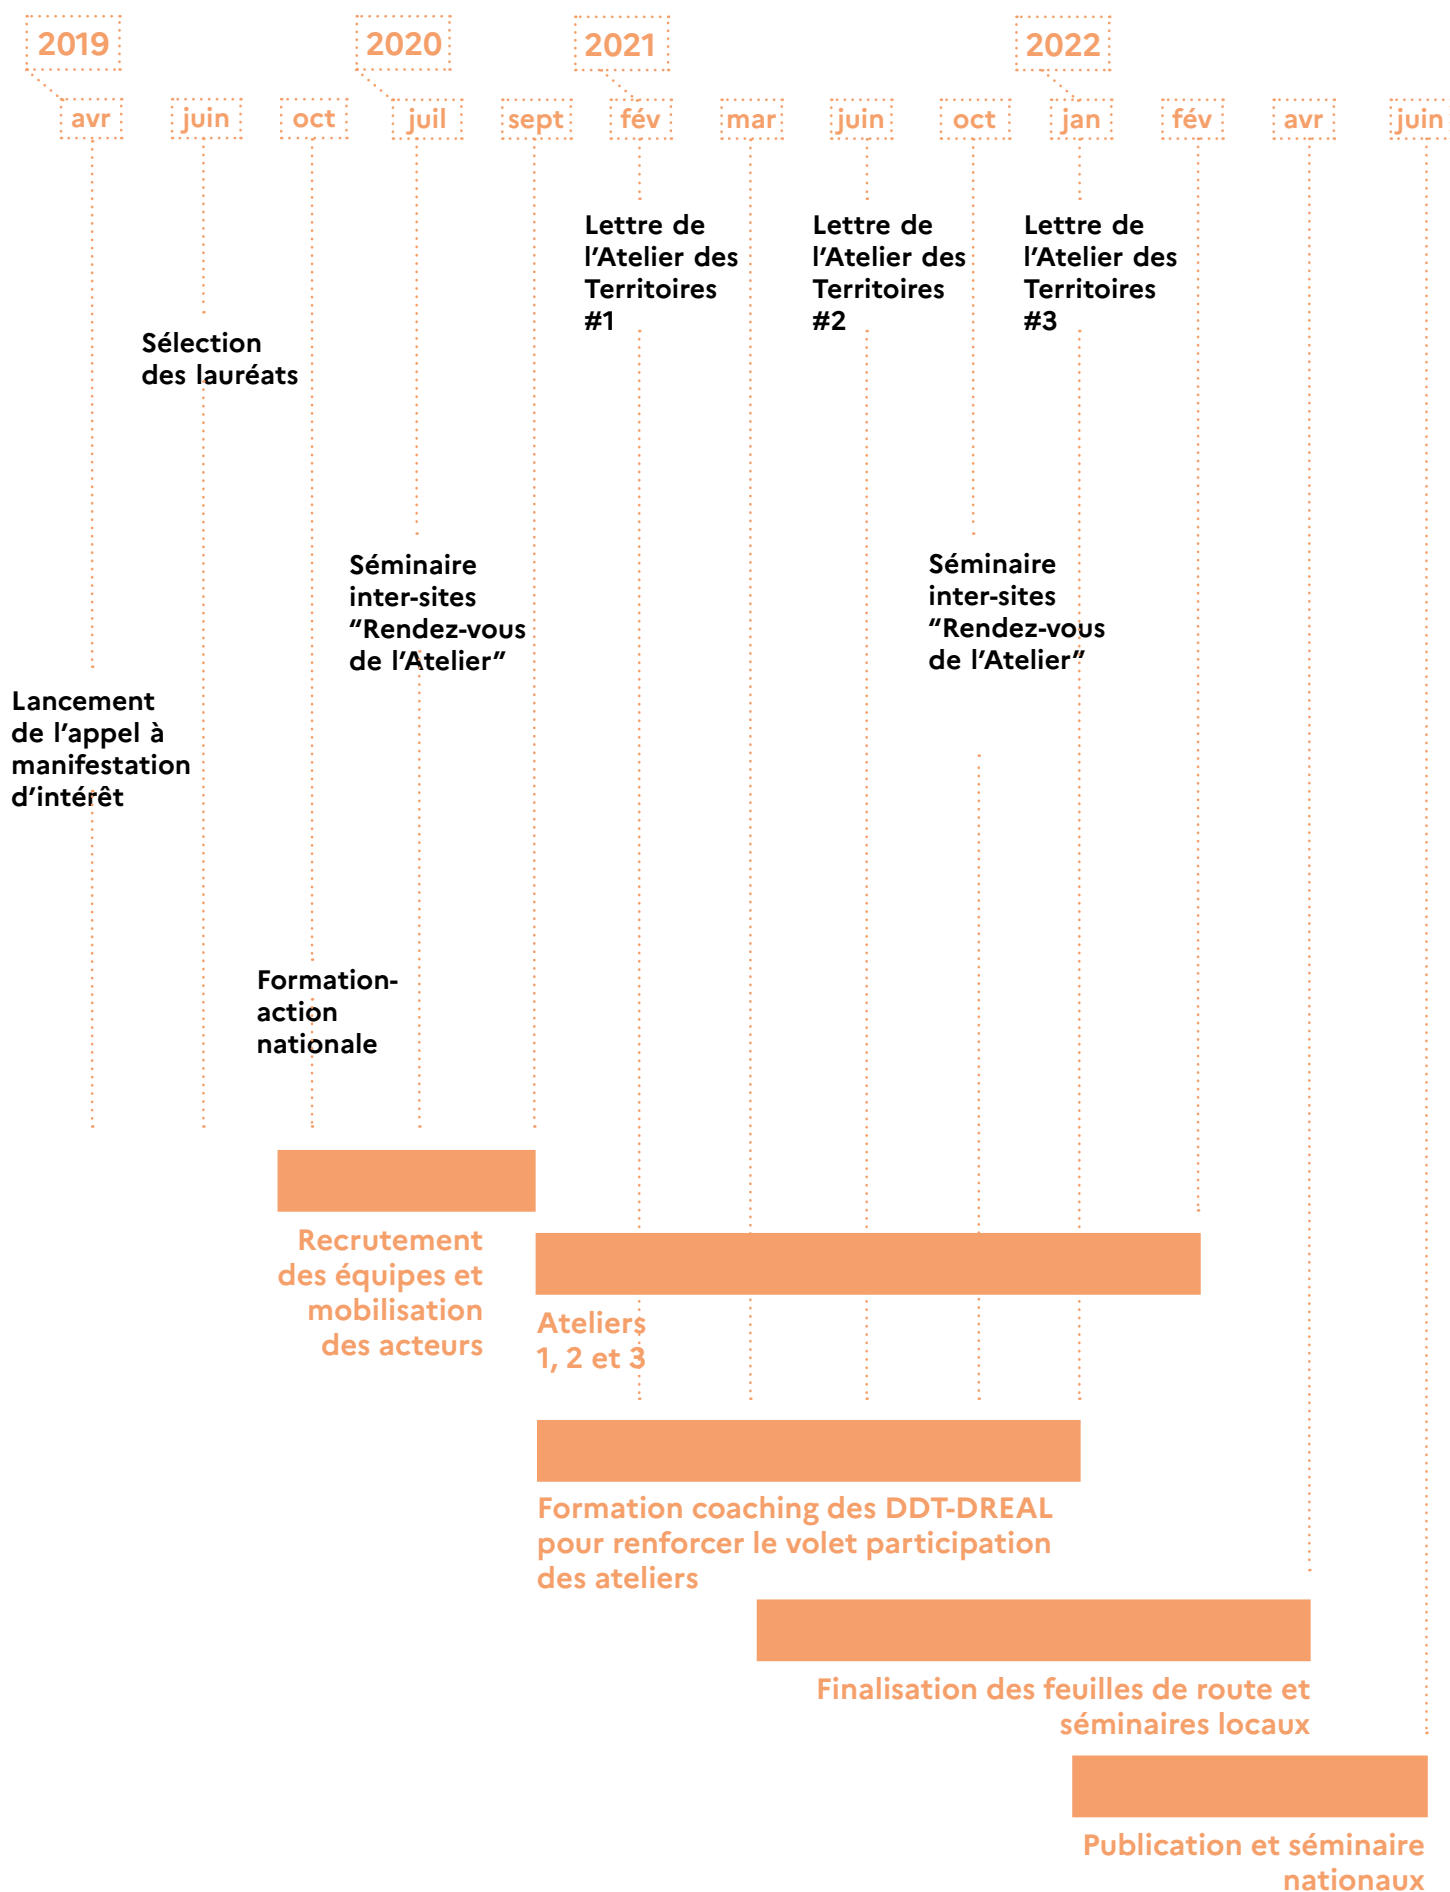 2019
2020
2021
2022
avr
juin
oct
juil
sept
fév
mar
juin
oct
jan
fév
avr
juin
Lettre de
l'Atelier des
Territoires
#1
Lettre de
l'Atelier des
Territoires
#2
Lettre de
l'Atelier des
Territoires
#3
Sélection
des lauréats
Séminaire
inter-sites
“Rendez-vous
de l'Atelier”
Séminaire
inter-sites
“Rendez-vous
de l'Atelier”
Lancement
de l'appel à
manifestation
d'intérêt
Formation-
action
nationale
Recrutement
des équipes et
mobilisation
des acteurs
Ateliers
1, 2 et 3
Formation coaching des DDT-DREAL
pour renforcer le volet participation
des ateliers
Finalisation des feuilles de route et
séminaires locaux
Publication et séminaire
nationaux